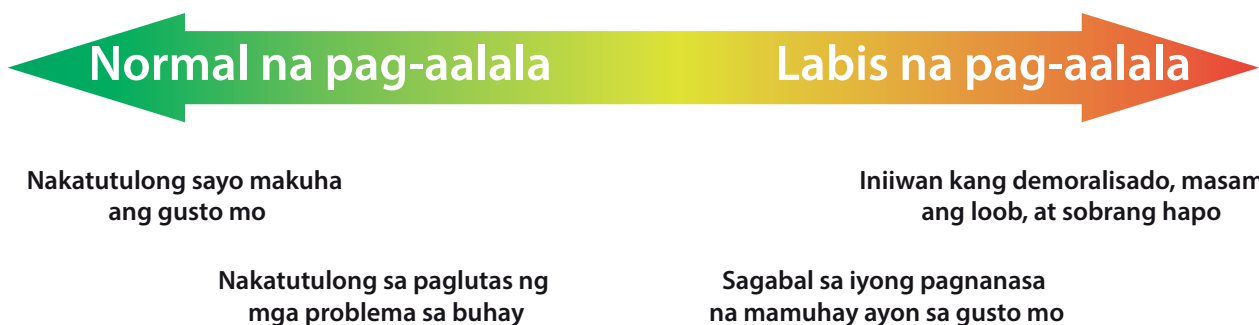 Normal na pag-aalala
Labis na pag-aalala
Nakatutulong sayo makuha
ang gusto mo
Iniiwan kang demoralisado, masam
ang loob, at sobrang hapo
Nakatutulong sa paglutas ng
mga problema sa buhay
Sagabal sa iyong pagnanasa
na mamuhay ayon sa gusto mo